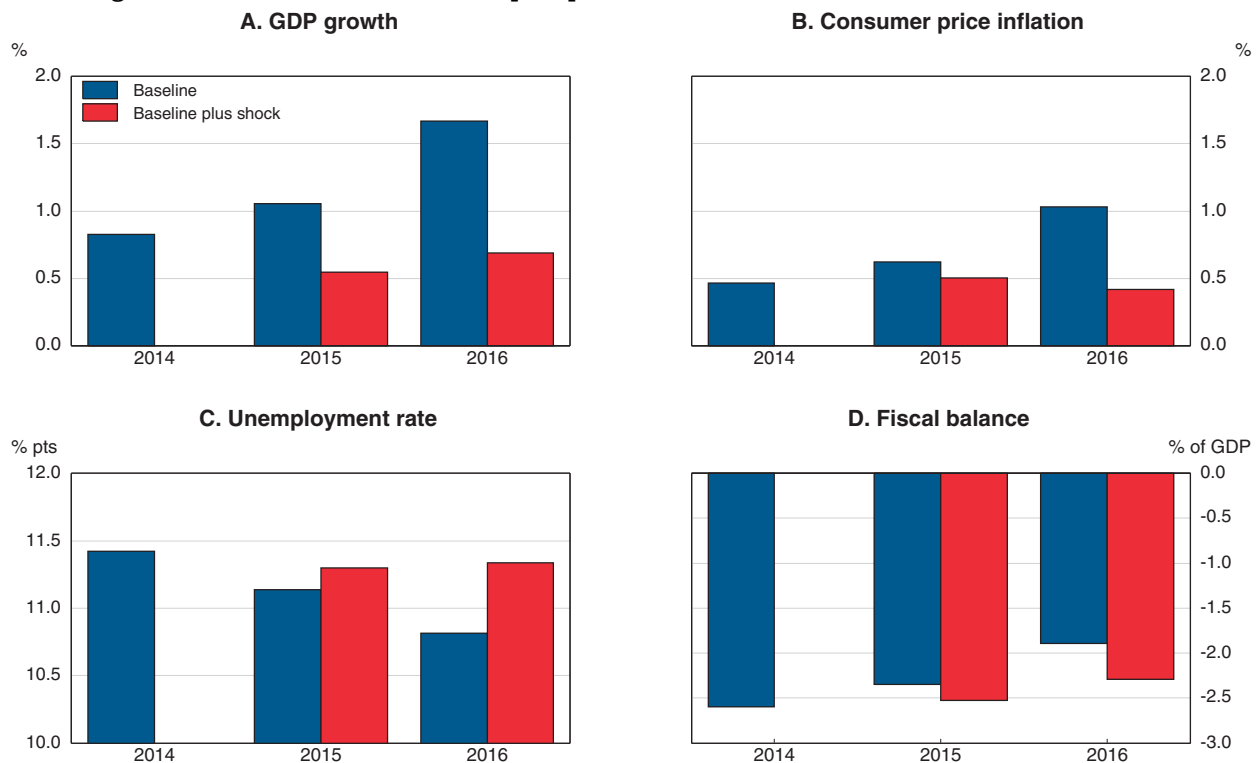 A. GDP growth
%
2.0
Baseline
Baseline plus shock
1.5
1.0
0.5
0.0
2014 2015 2016
B. Consumer price inflation
%
2.0
1.5
1.0
0.5
0.0
2014 2015 2016
C. Unemployment rate
% pts
12.0
11.5
11.0
10.5
10.0
2014 2015 2016
D. Fiscal balance
% of GDP
0.0
-0.5
-1.0
-1.5
-2.0
-2.5
-3.0
2014 2015 2016